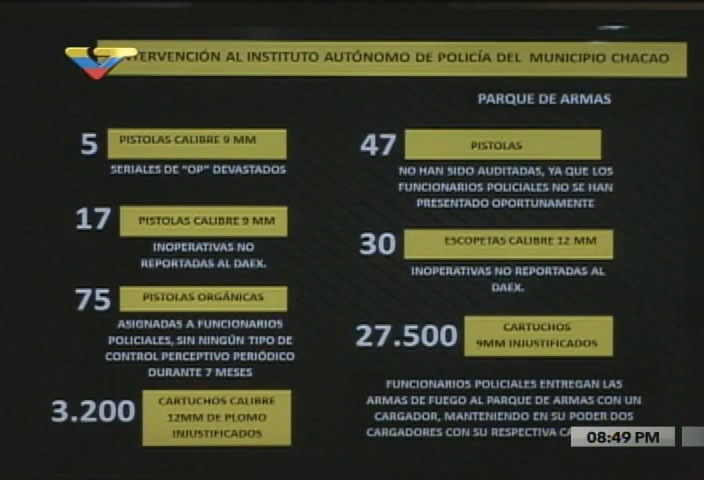 INTERVENCIÓN AL INSTITUTO AUTÓNOMO DE POLICÍA DEL MUNICIPIO CHACAO
PARQUE DE ARMAS
5 PISTOLAS CALIBRE 9 MM
SERIALES DE "OP" DEVASTADOS
17 PISTOLAS CALIBRE 9 MM
INOPERATIVAS NO
REPORTADAS AL DAEX.
75 PISTOLAS ORGÁNICAS
ASIGNADAS A FUNCIONARIOS
POLICIALES, SIN NINGÚN TIPO DE
CONTROL PERCEPTIVO PERIÓDICO
DURANTE 7 MESES
3.200 CARTUCHOS CALIBRE
12MM DE PLOMO
INJUSTIFICADOS
47 PISTOLAS
NO HAN SIDO AUDITADAS, YA QUE LOS
FUNCIONARIOS POLICIALES NO SE HAN
PRESENTADO OPORTUNAMENTE
30 ESCOPETAS CALIBRE 12 MM
INOPERATIVAS NO REPORTADAS AL
DAEX.
27.500 CARTUCHOS
9MM INJUSTIFICADOS
FUNCIONARIOS POLICIALES ENTREGAN LAS
ARMAS DE FUEGO AL PARQUE DE ARMAS CON UN
CARGADOR, MANTENIENDO EN SU PODER DOS
CARGADORES CON SU RESPECTIVA
08:49 PM